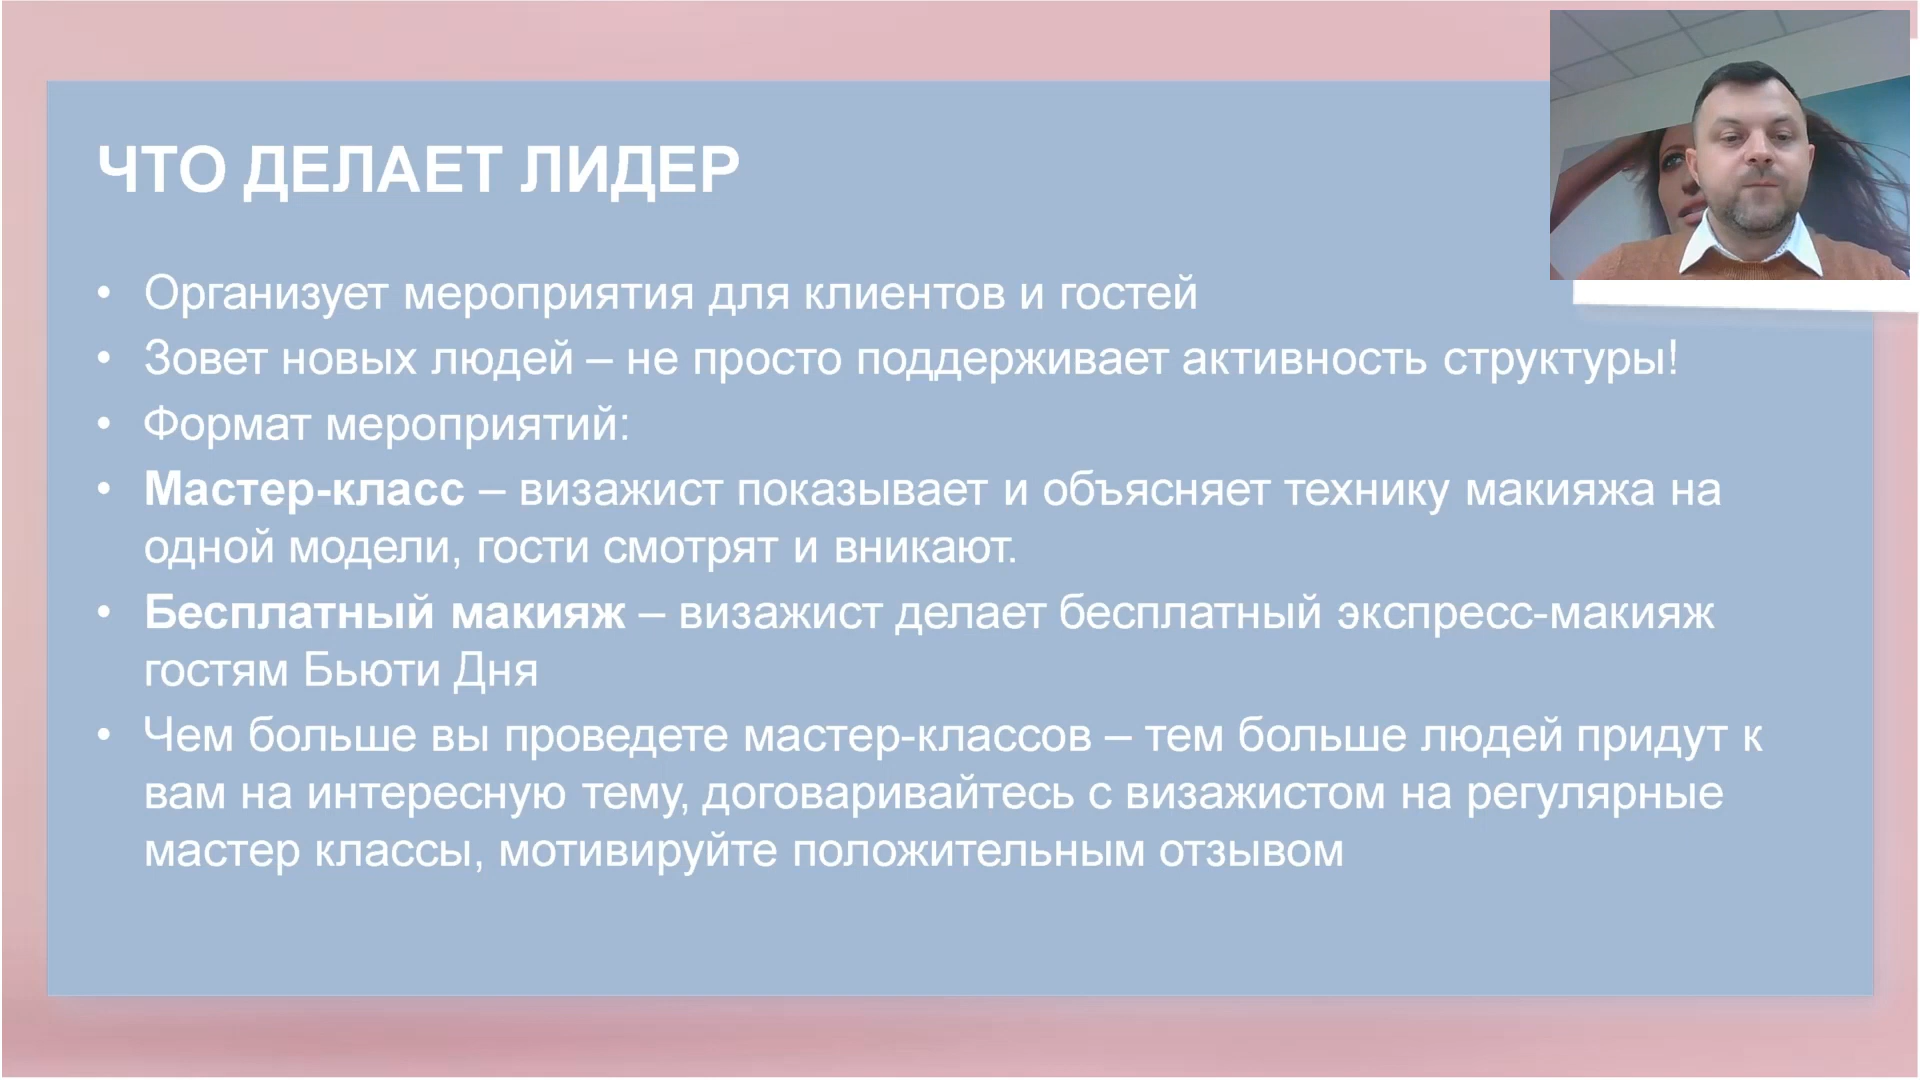 ЧТО ДЕЛАЕТ ЛИДЕР
• Организует мероприятия для клиентов и гостей
• Зовет новых людей – не просто поддерживает активность структуры!
• Формат мероприятий:
• Мастер-класс – визажист показывает и объясняет технику макияжа на
одной модели, гости смотрят и вникают.
• Бесплатный макияж – визажист делает бесплатный экспресс-макияж
гостям Бьюти Дня
• Чем больше вы проведете мастер-классов – тем больше людей придут к
вам на интересную тему, договаривайтесь с визажистом на регулярные
мастер классы, мотивируйте положительным отзывом